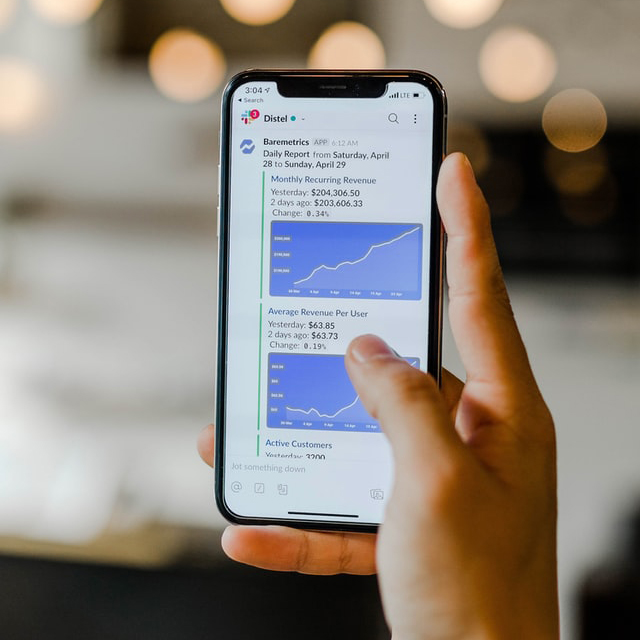 3:04
Search
LTE
3
Distel
Baremetrics APP 6:12 AM
Daily Report from Saturday, April
28 to Sunday, April 29
Monthly Recurring Revenue
Yesterday: $204,306.50
2 days ago: $203,606.33
Change: 0.34%
Average Revenue Per User
Yesterday: $63.85
2 days ago: $63.73
Change: 0.19%
Active Customers
Yesterday: 3200
Jot something down